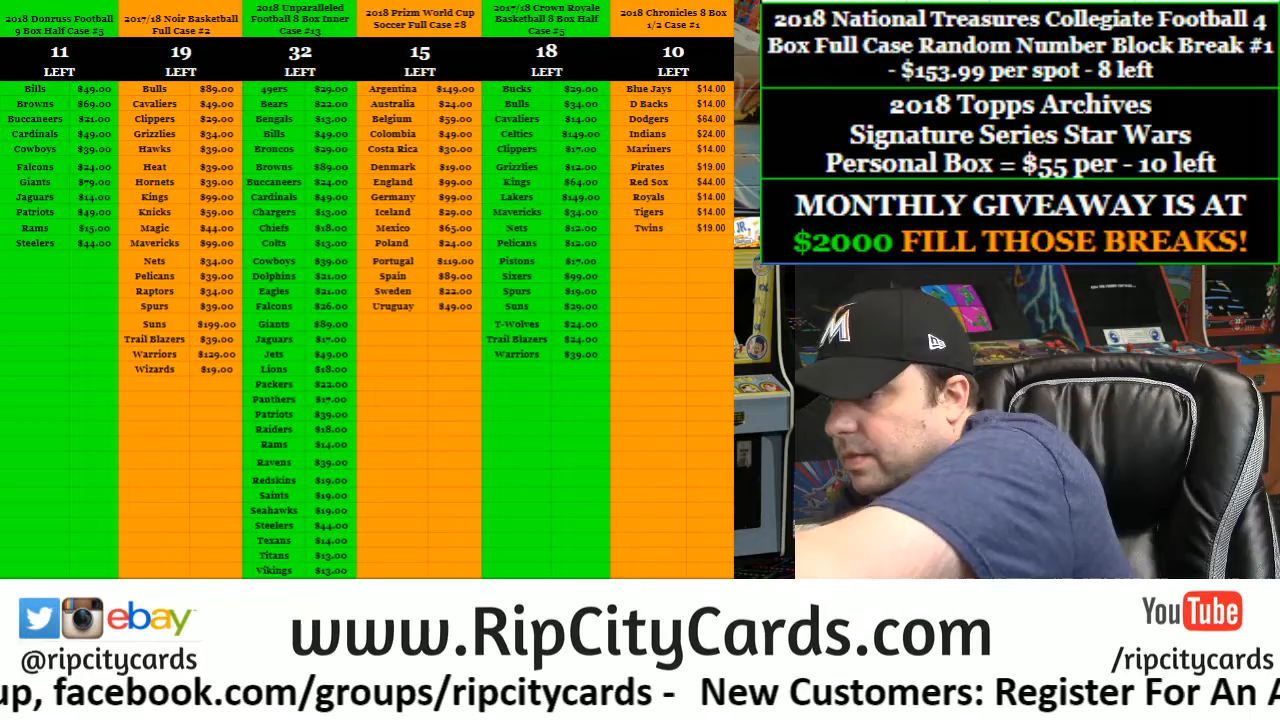 2018 Donruss Football
9 Box Half Case #5
11
LEFT
Bills $49.00
Browns $69.00
Buccaneers $21.00
Cardinals $49.00
Cowboys $39.00
Falcons $24.00
Giants $79.00
Jaguars $14.00
Patriots $49.00
Rams $15.00
Steelers $44.00
2017/18 Noir Basketball
Full Case #2
19
LEFT
Bulls $89.00
Cavaliers $49.00
Clippers $29.00
Grizzlies $34.00
Hawks $39.00
Heat $39.00
Hornets $39.00
Kings $99.00
Knicks $59.00
Magic $44.00
Mavericks $99.00
Nets $34.00
Pelicans $39.00
Raptors $34.00
Spurs $39.00
Suns $199.00
Trail Blazers $39.00
Warriors $129.00
Wizards $19.00
2018 Unparalleled
Football 8 Box Inner
Case #13
32
LEFT
49ers $29.00
Bears $22.00
Bengals $13.00
Bills $49.00
Broncos $29.00
Browns $89.00
Buccaneers $24.00
Cardinals $49.00
Chargers $13.00
Chiefs $18.00
Colts $13.00
Cowboys $39.00
Dolphins $21.00
Eagles $21.00
Falcons $26.00
Giants $89.00
Jaguars $17.00
Jets $49.00
Lions $18.00
Packers $22.00
Panthers $17.00
Patriots $39.00
Raiders $18.00
Rams $14.00
Ravens $39.00
Redskins $19.00
Saints $19.00
Seahawks $19.00
Steelers $44.00
Texans $14.00
Titans $13.00
Vikings $13.00
2018 Prizm World Cup
Soccer Full Case #8
15
LEFT
Argentina $149.00
Australia $24.00
Belgium $59.00
Colombia $49.00
Costa Rica $30.00
Denmark $19.00
England $99.00
Germany $99.00
Iceland $29.00
Mexico $65.00
Poland $24.00
Portugal $119.00
Spain $89.00
Sweden $22.00
Uruguay $49.00
2017/18 Crown Royale
Basketball 8 Box Half
Case #5
18
LEFT
Bucks $29.00
Bulls $34.00
Cavaliers $14.00
Celtics $149.00
Clippers $17.00
Grizzlies $12.00
Kings $64.00
Lakers $149.00
Mavericks $34.00
Nets $12.00
Pelicans $12.00
Pistons $17.00
Sixers $99.00
Spurs $19.00
Suns $29.00
T-Wolves $24.00
Trail Blazers $24.00
Warriors $39.00
2018 Chronicles 8 Box
1/2 Case #1
10
LEFT
Blue Jays $14.00
D Backs $14.00
Dodgers $64.00
Indians $24.00
Mariners $14.00
Pirates $19.00
Red Sox $44.00
Royals $14.00
Tigers $14.00
Twins $19.00
2018 National Treasures Collegiate Football 4
Box Full Case Random Number Block Break #1
- $153.99 per spot - 8 left
2018 Topps Archives
Signature Series Star Wars
Personal Box = $55 per - 10 left
MONTHLY GIVEAWAY IS AT
$2000 FILL THOSE BREAKS!
ebay
@ripcitycards
www.RipCityCards.com
YouTube
/ripcitycards
up, facebook.com/groups/ripcitycards - New Customers: Register For An A